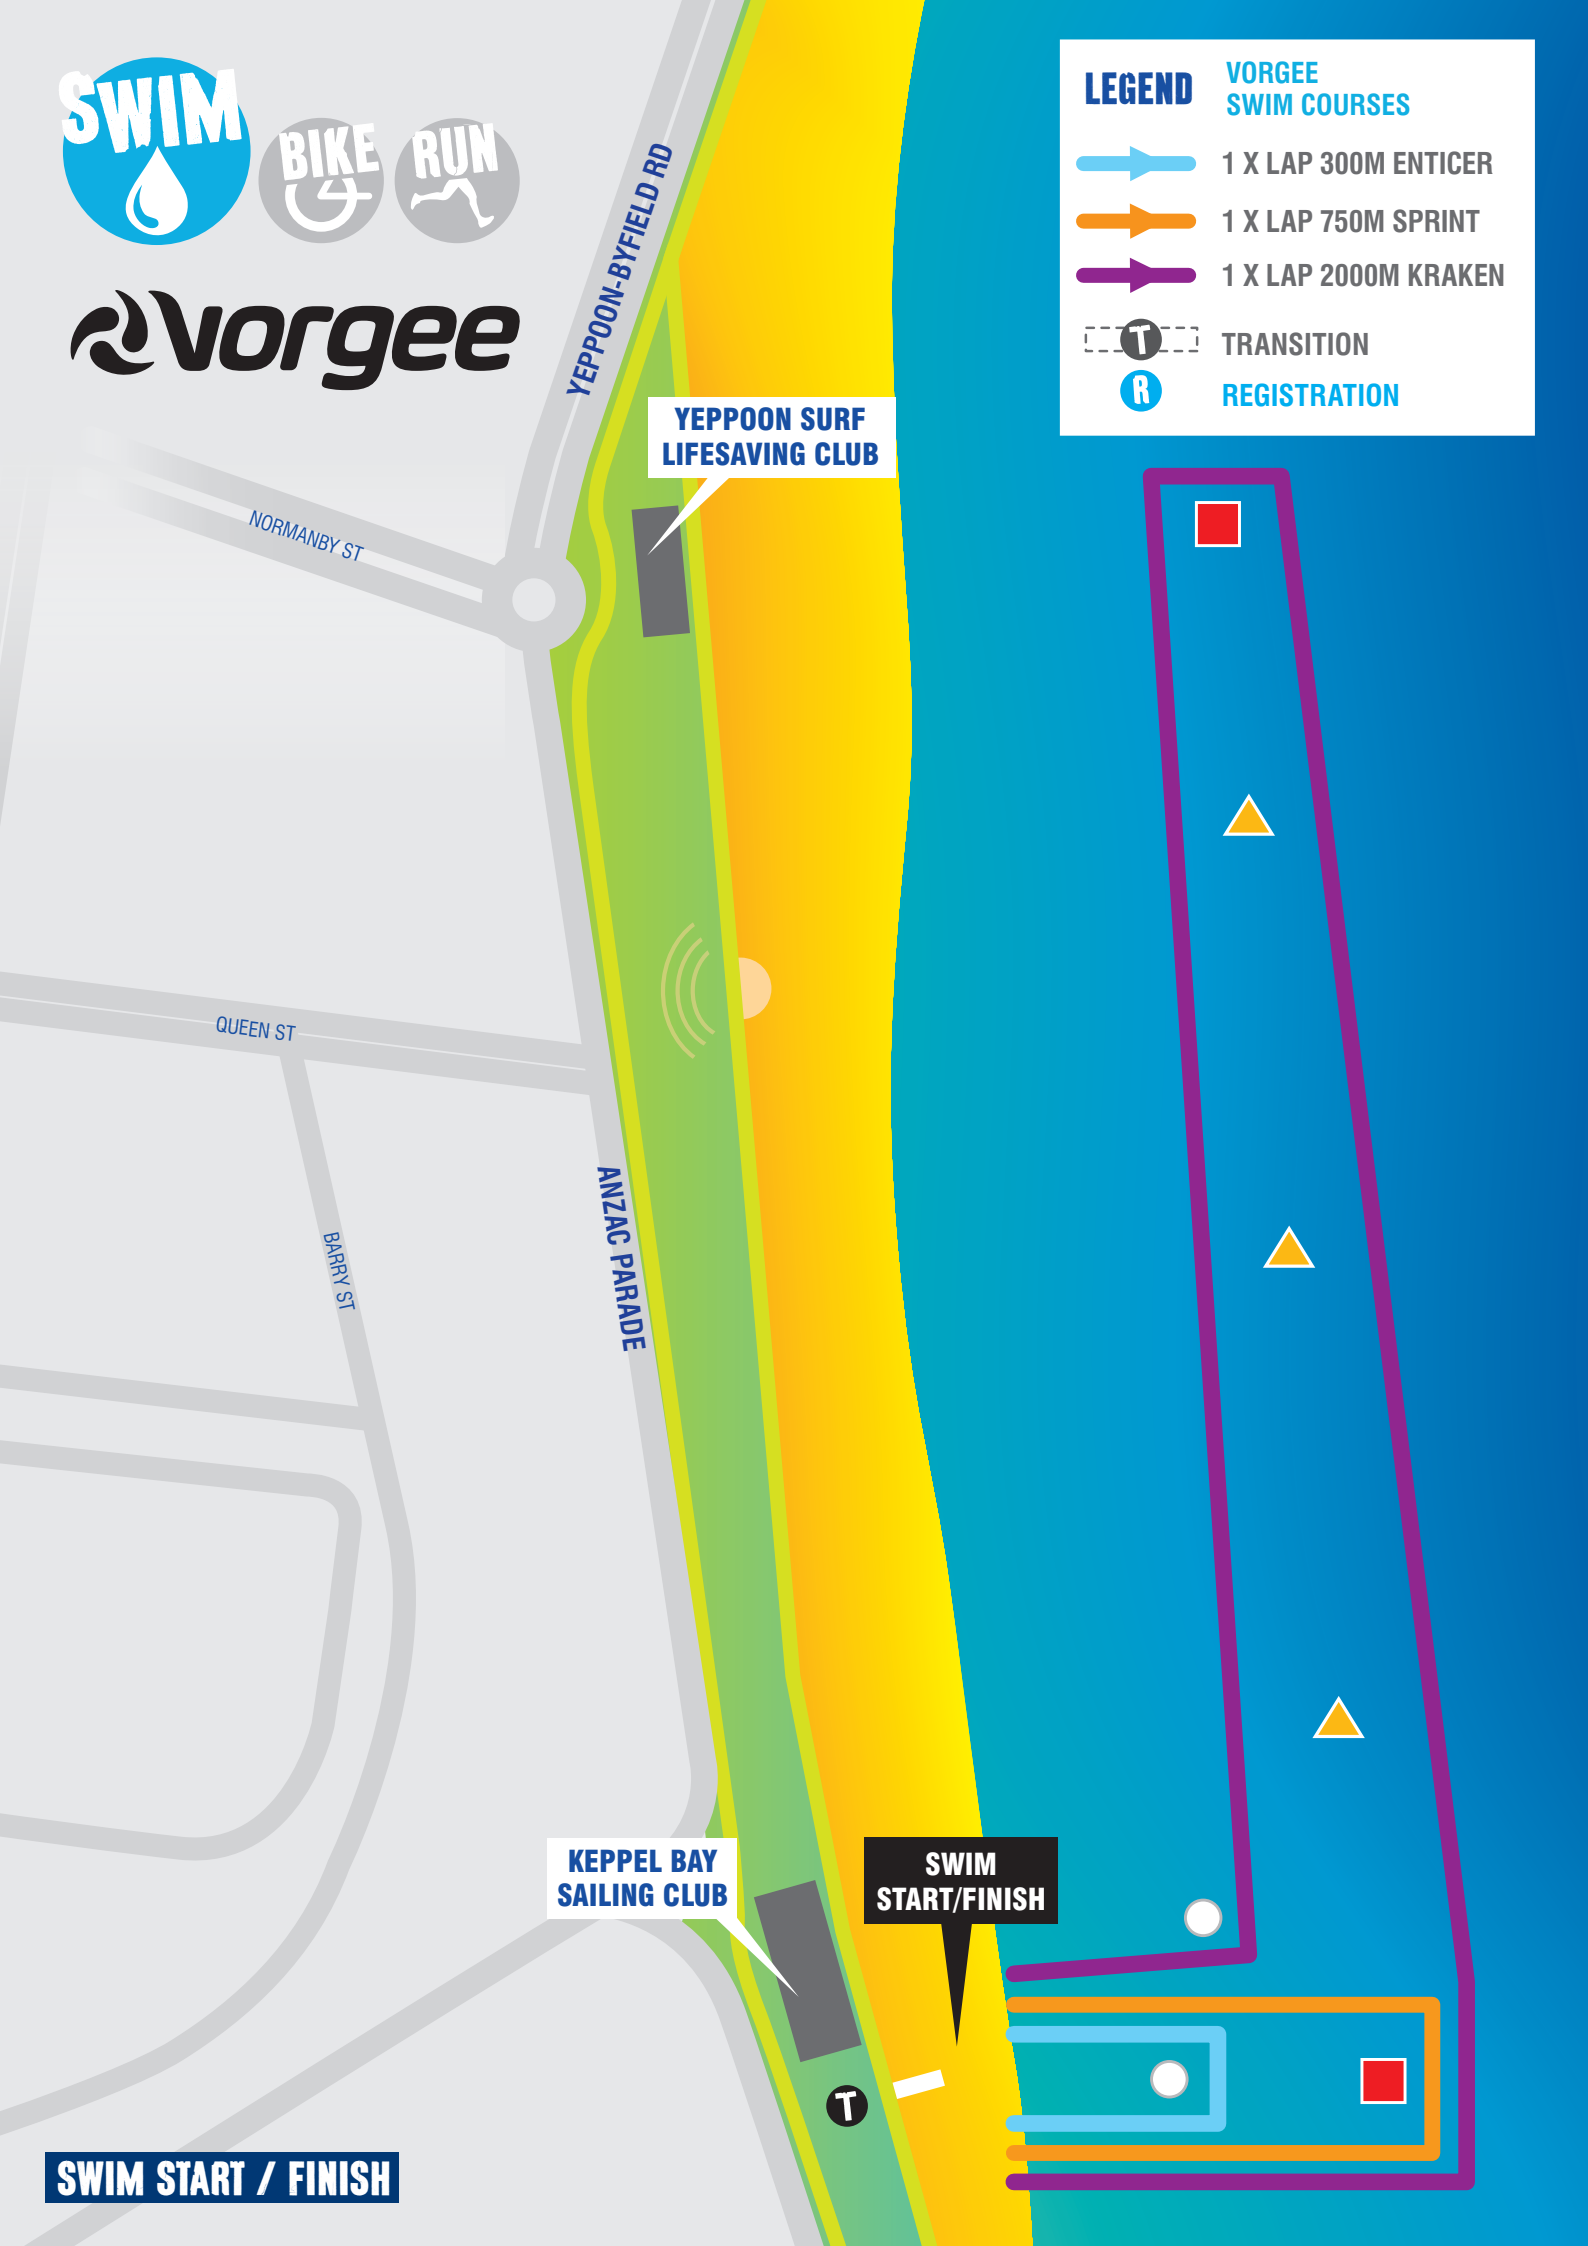 SWIM
BIKE
RUN
vorgee
LEGEND
VORGEE
SWIM COURSES
1 X LAP 300M ENTICER
1 X LAP 750M SPRINT
1 X LAP 2000M KRAKEN
T
TRANSITION
R
REGISTRATION
YEPPOON-BYFIELD RD
YEPPOON SURF
LIFESAVING CLUB
NORMANBY ST
QUEEN ST
BARRY ST
ANZAC PARADE
KEPPEL BAY
SAILING CLUB
SWIM
START/FINISH
T
SWIM START / FINISH